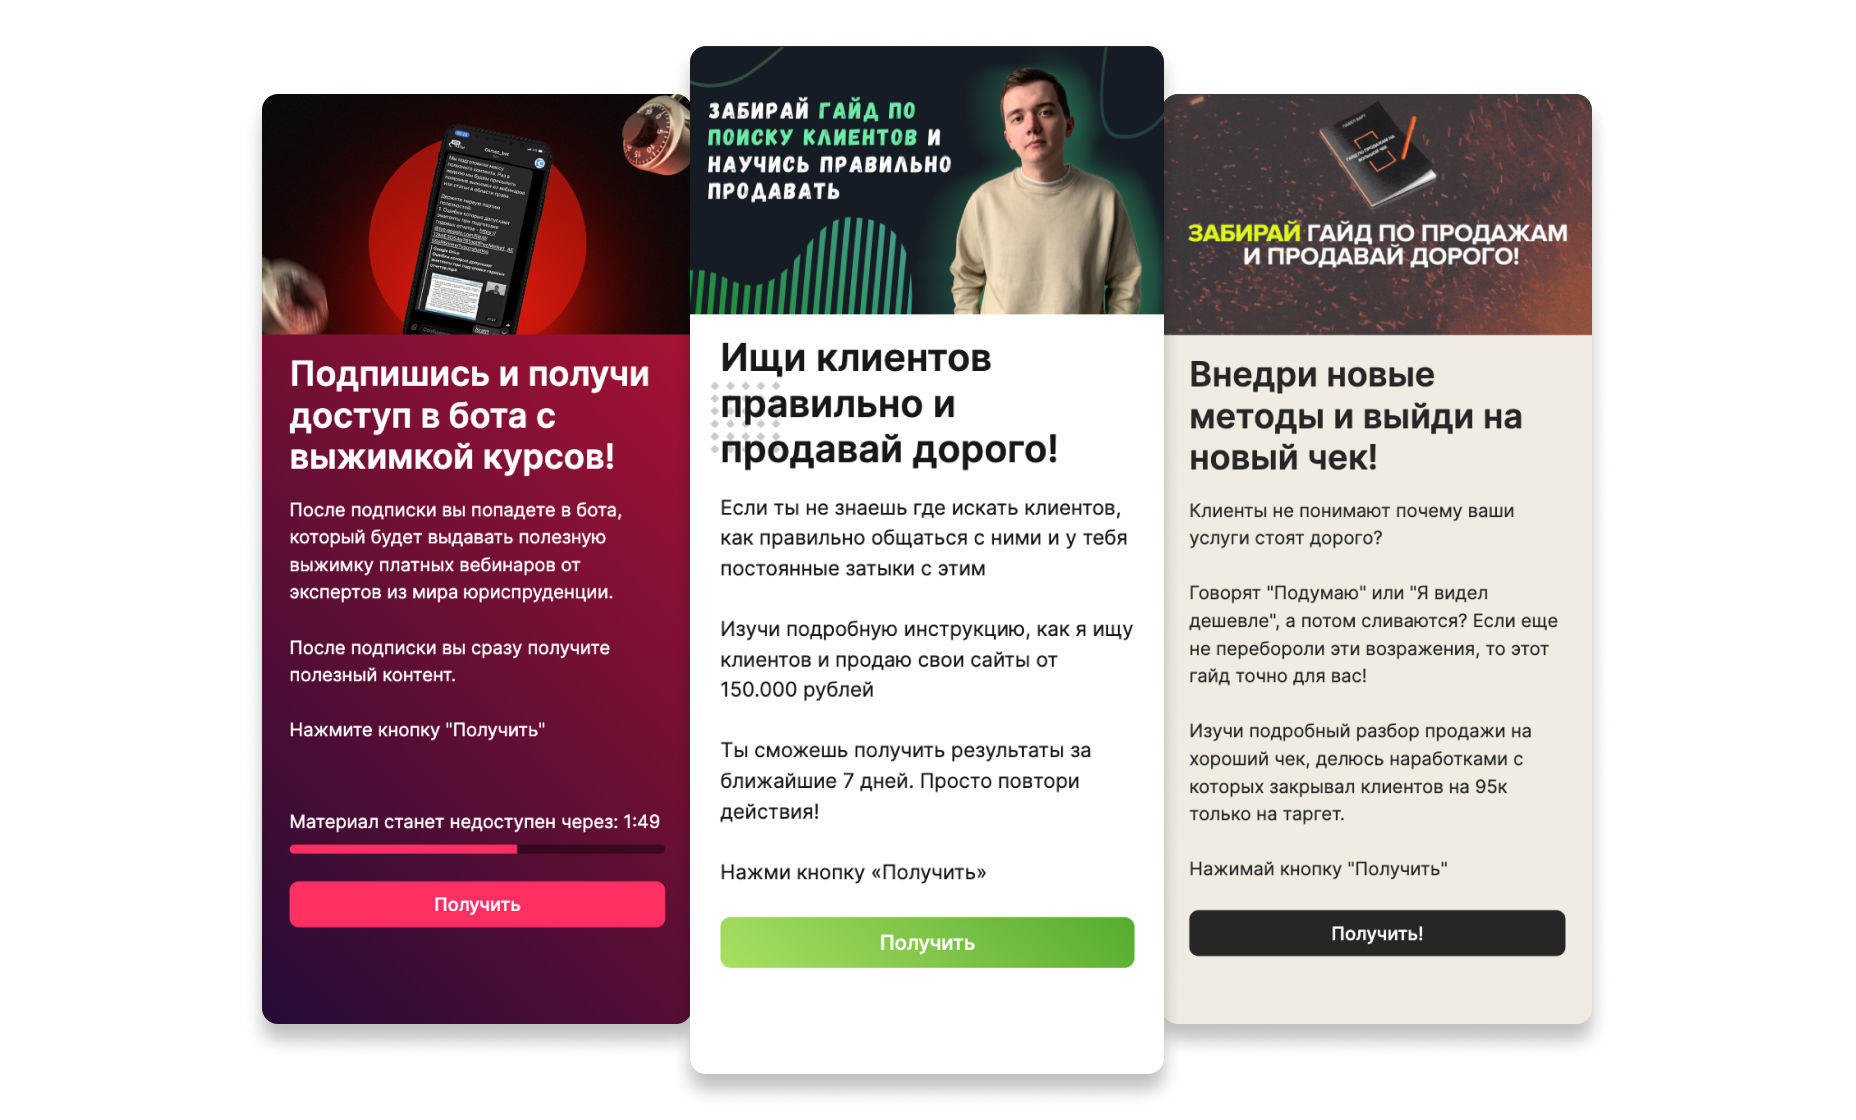 Подпишись и получи
доступ в бота с
выжимкой курсов!
После подписки вы попадете в бота,
который будет выдавать полезную
выжимку платных вебинаров от
экспертов из мира юриспруденции.
После подписки вы сразу получите
полезный контент.
Нажмите кнопку "Получить"
Материал станет недоступен через: 1:49
Получить
ЗАБИРАЙ ГАЙД ПО
ПОИСКУ КЛИЕНТОВ И
НАУЧИСЬ ПРАВИЛЬНО
ПРОДАВАТЬ
Ищи клиентов
правильно и
продавай дорого!
Если ты не знаешь где искать клиентов,
как правильно общаться с ними и у тебя
постоянные затыки с этим
Изучи подробную инструкцию, как я ищу
клиентов и продаю свои сайты от
150.000 рублей
Ты сможешь получить результаты за
ближайшие 7 дней. Просто повтори
действия!
Нажми кнопку «Получить»
Получить
ГАЙД ПО ПРОДАЖАМ НА
БОЛЬШОЙ ЧЕК
ЗАБИРАЙ ГАЙД ПО ПРОДАЖАМ
И ПРОДАВАЙ ДОРОГО!
Внедри новые
методы и выйди на
новый чек!
Клиенты не понимают почему ваши
услуги стоят дорого?
Говорят "Подумаю" или "Я видел
дешевле", а потом сливаются? Если еще
не перебороли эти возражения, то этот
гайд точно для вас!
Изучи подробный разбор продажи на
хороший чек, делюсь наработками с
которых закрывал клиентов на 95к
только на таргет.
Нажимай кнопку "Получить"
Получить!